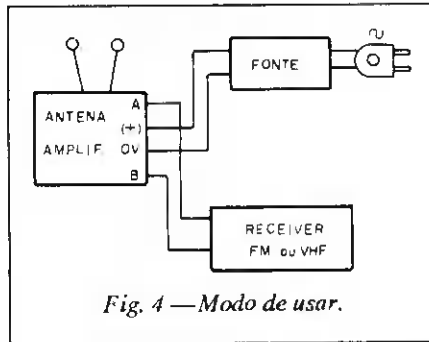 ANTENA
AMPLIF.
A
(+)
0V
B
FONTE
RECEIVER
FM ou VHF
Fig. 4 — Modo de usar.